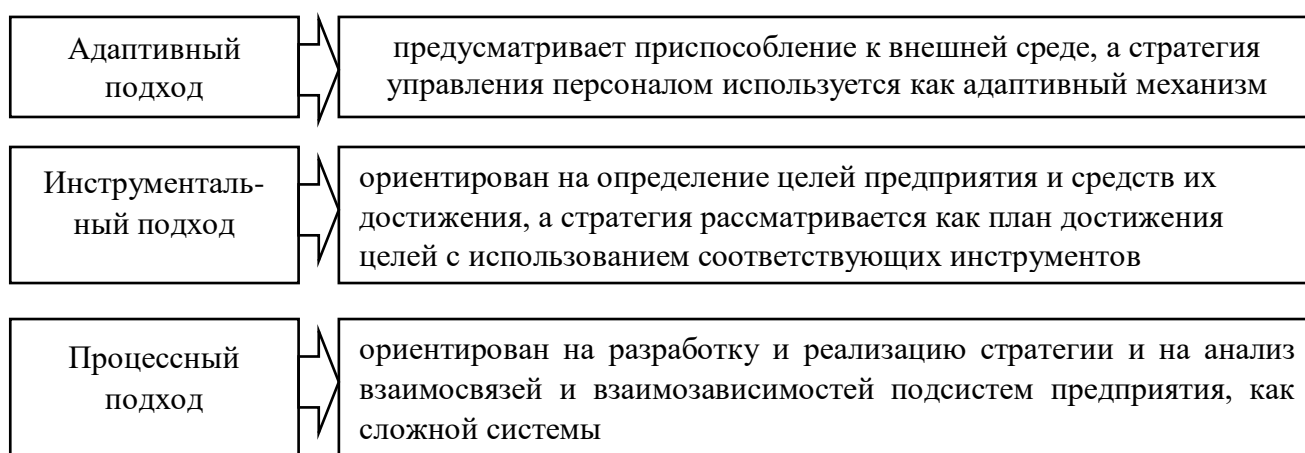 Адаптивный
подход
предусматривает приспособление к внешней среде, а стратегия
управления персоналом используется как адаптивный механизм
Инструменталь-
ный подход
ориентирован на определение целей предприятия и средств их
достижения, а стратегия рассматривается как план достижения
целей с использованием соответствующих инструментов
Процессный
подход
ориентирован на разработку и реализацию стратегии и на анализ
взаимосвязей и взаимозависимостей подсистем предприятия, как
сложной системы